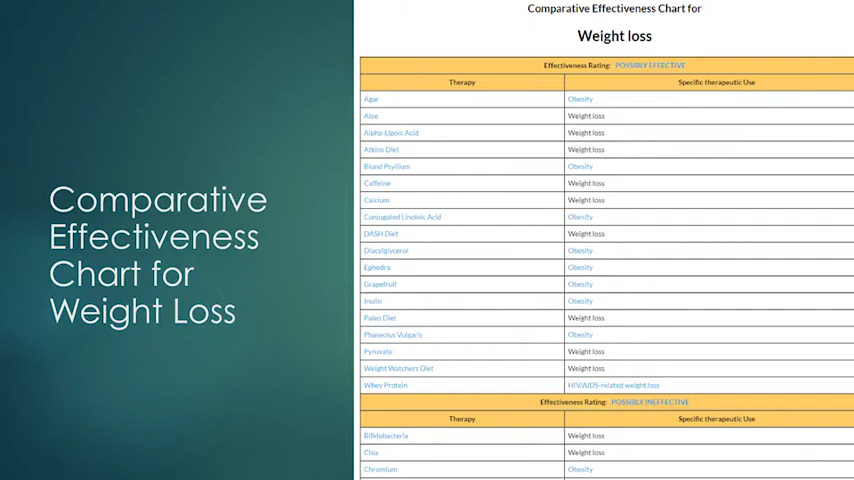 Comparative
Effectiveness
Chart for
Weight Loss
Comparative Effectiveness Chart for
Weight loss
Effectiveness Rating: POSSIBLY EFFECTIVE
Therapy Specific therapeutic Use
Agar Obesity
Aloe Weight loss
Alpha-Lipoic Acid Weight loss
Atkins Diet Weight loss
Blond Psyllium Obesity
Caffeine Weight loss
Calcium Weight loss
Conjugated Linoleic Acid Obesity
DASH Diet Weight loss
Diacylglycerol Obesity
Ephedra Obesity
Grapefruit Obesity
Inulin Obesity
Paleo Diet Weight loss
Phaseolus Vulgaris Obesity
Pyruvate Weight loss
Weight Watchers Diet Weight loss
Whey Protein HIV/AIDS-related weight loss
Effectiveness Rating: POSSIBLY INEFFECTIVE
Therapy Specific therapeutic Use
Bifidobacteria Weight loss
Chia Weight loss
Chromium Obesity